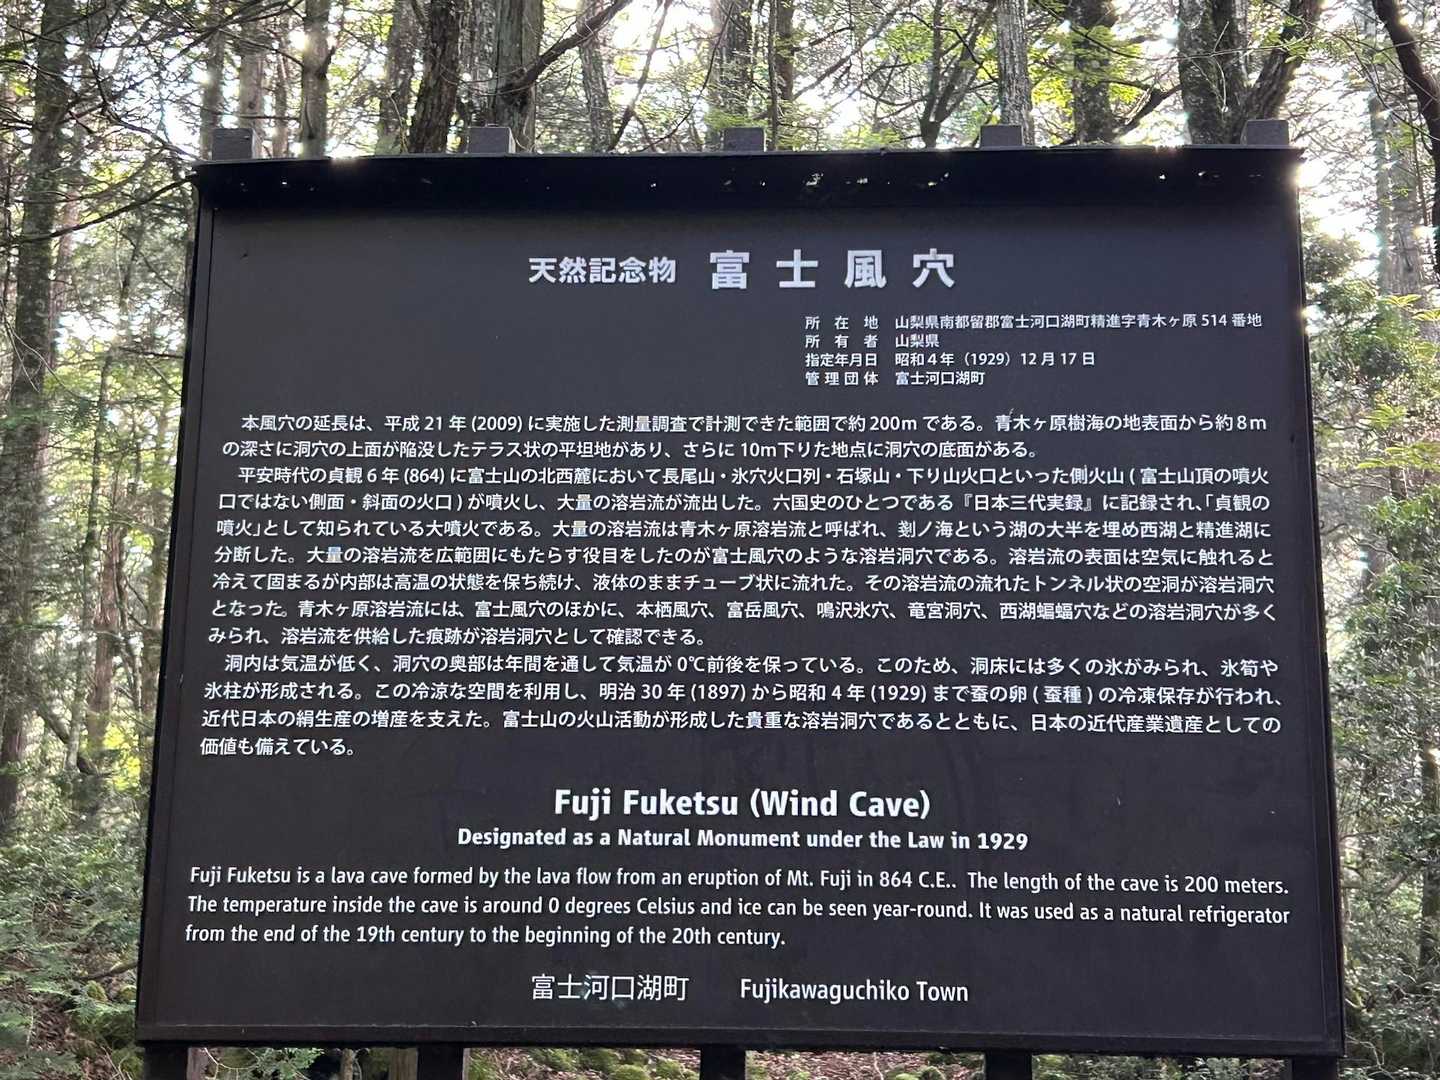 天然記念物 富士風穴
所在地 山梨県南都留郡富士河口湖町精進字青木ヶ原 514 番地
所有者 山梨県
指定年月日 昭和４年（1929）12 月 17 日
管理団体 富士河口湖町
本風穴の延長は、平成 21 年 (2009) に実施した測量調査で計測できた範囲で約 200m である。青木ヶ原樹海の地表面から約 8m
の深さに洞穴の上面が陥没したテラス状の平坦地があり、さらに 10m下りた地点に洞穴の底面がある。
平安時代の貞観 6 年 (864) に富士山の北西麓において長尾山・氷穴火口列・石塚山・下り山火口といった側火山 ( 富士山頂の噴火
口ではない側面・斜面の火口 ) が噴火し、大量の溶岩流が流出した。六国史のひとつである『日本三代実録』に記録され、「貞観の
噴火」として知られている大噴火である。大量の溶岩流は青木ヶ原溶岩流と呼ばれ、剗ノ海という湖の大半を埋め西湖と精進湖に
分断した。大量の溶岩流を広範囲にもたらす役目をしたのが富士風穴のような溶岩洞穴である。溶岩流の表面は空気に触れると
冷えて固まるが内部は高温の状態を保ち続け、液体のままチューブ状に流れた。その溶岩流の流れたトンネル状の空洞が溶岩洞穴
となった。青木ヶ原溶岩流には、富士風穴のほかに、本栖風穴、富岳風穴、鳴沢氷穴、竜宮洞穴、西湖蝙蝠穴などの溶岩洞穴が多く
みられ、溶岩流を供給した痕跡が溶岩洞穴として確認できる。
洞内は気温が低く、洞穴の奥部は年間を通して気温が 0℃前後を保っている。このため、洞床には多くの氷がみられ、氷筍や
氷柱が形成される。この冷涼な空間を利用し、明治 30 年 (1897) から昭和 4 年 (1929) まで蚕の卵 ( 蚕種 ) の冷凍保存が行われ、
近代日本の絹生産の増産を支えた。富士山の火山活動が形成した貴重な溶岩洞穴であるとともに、日本の近代産業遺産としての
価値も備えている。
Fuji Fuketsu (Wind Cave)
Designated as a Natural Monument under the Law in 1929
Fuji Fuketsu is a lava cave formed by the lava flow from an eruption of Mt. Fuji in 864 C.E.. The length of the cave is 200 meters.
The temperature inside the cave is around 0 degrees Celsius and ice can be seen year-round. It was used as a natural refrigerator
from the end of the 19th century to the beginning of the 20th century.
富士河口湖町 Fujikawaguchiko Town